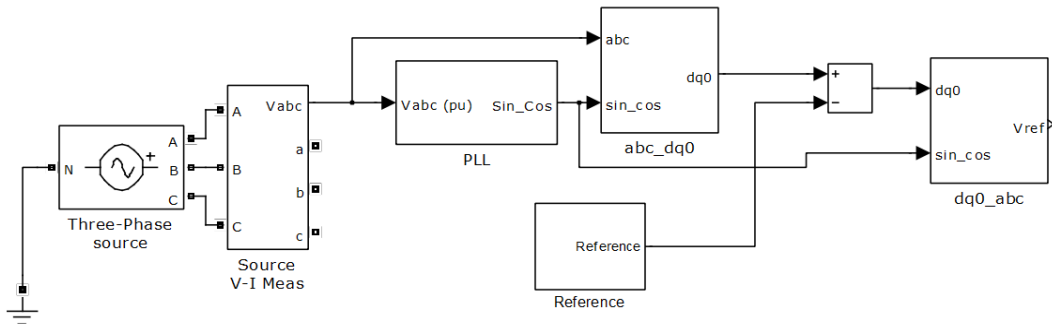 N
A
B
C
+
Three-Phase
source
A
B
C
Vabc
a
b
c
Source
V-I Meas
Vabc (pu)
Sin_Cos
PLL
abc
sin_cos
dq0
abc_dq0
Reference
Reference
+
−
dq0
sin_cos
Vref
dq0_abc